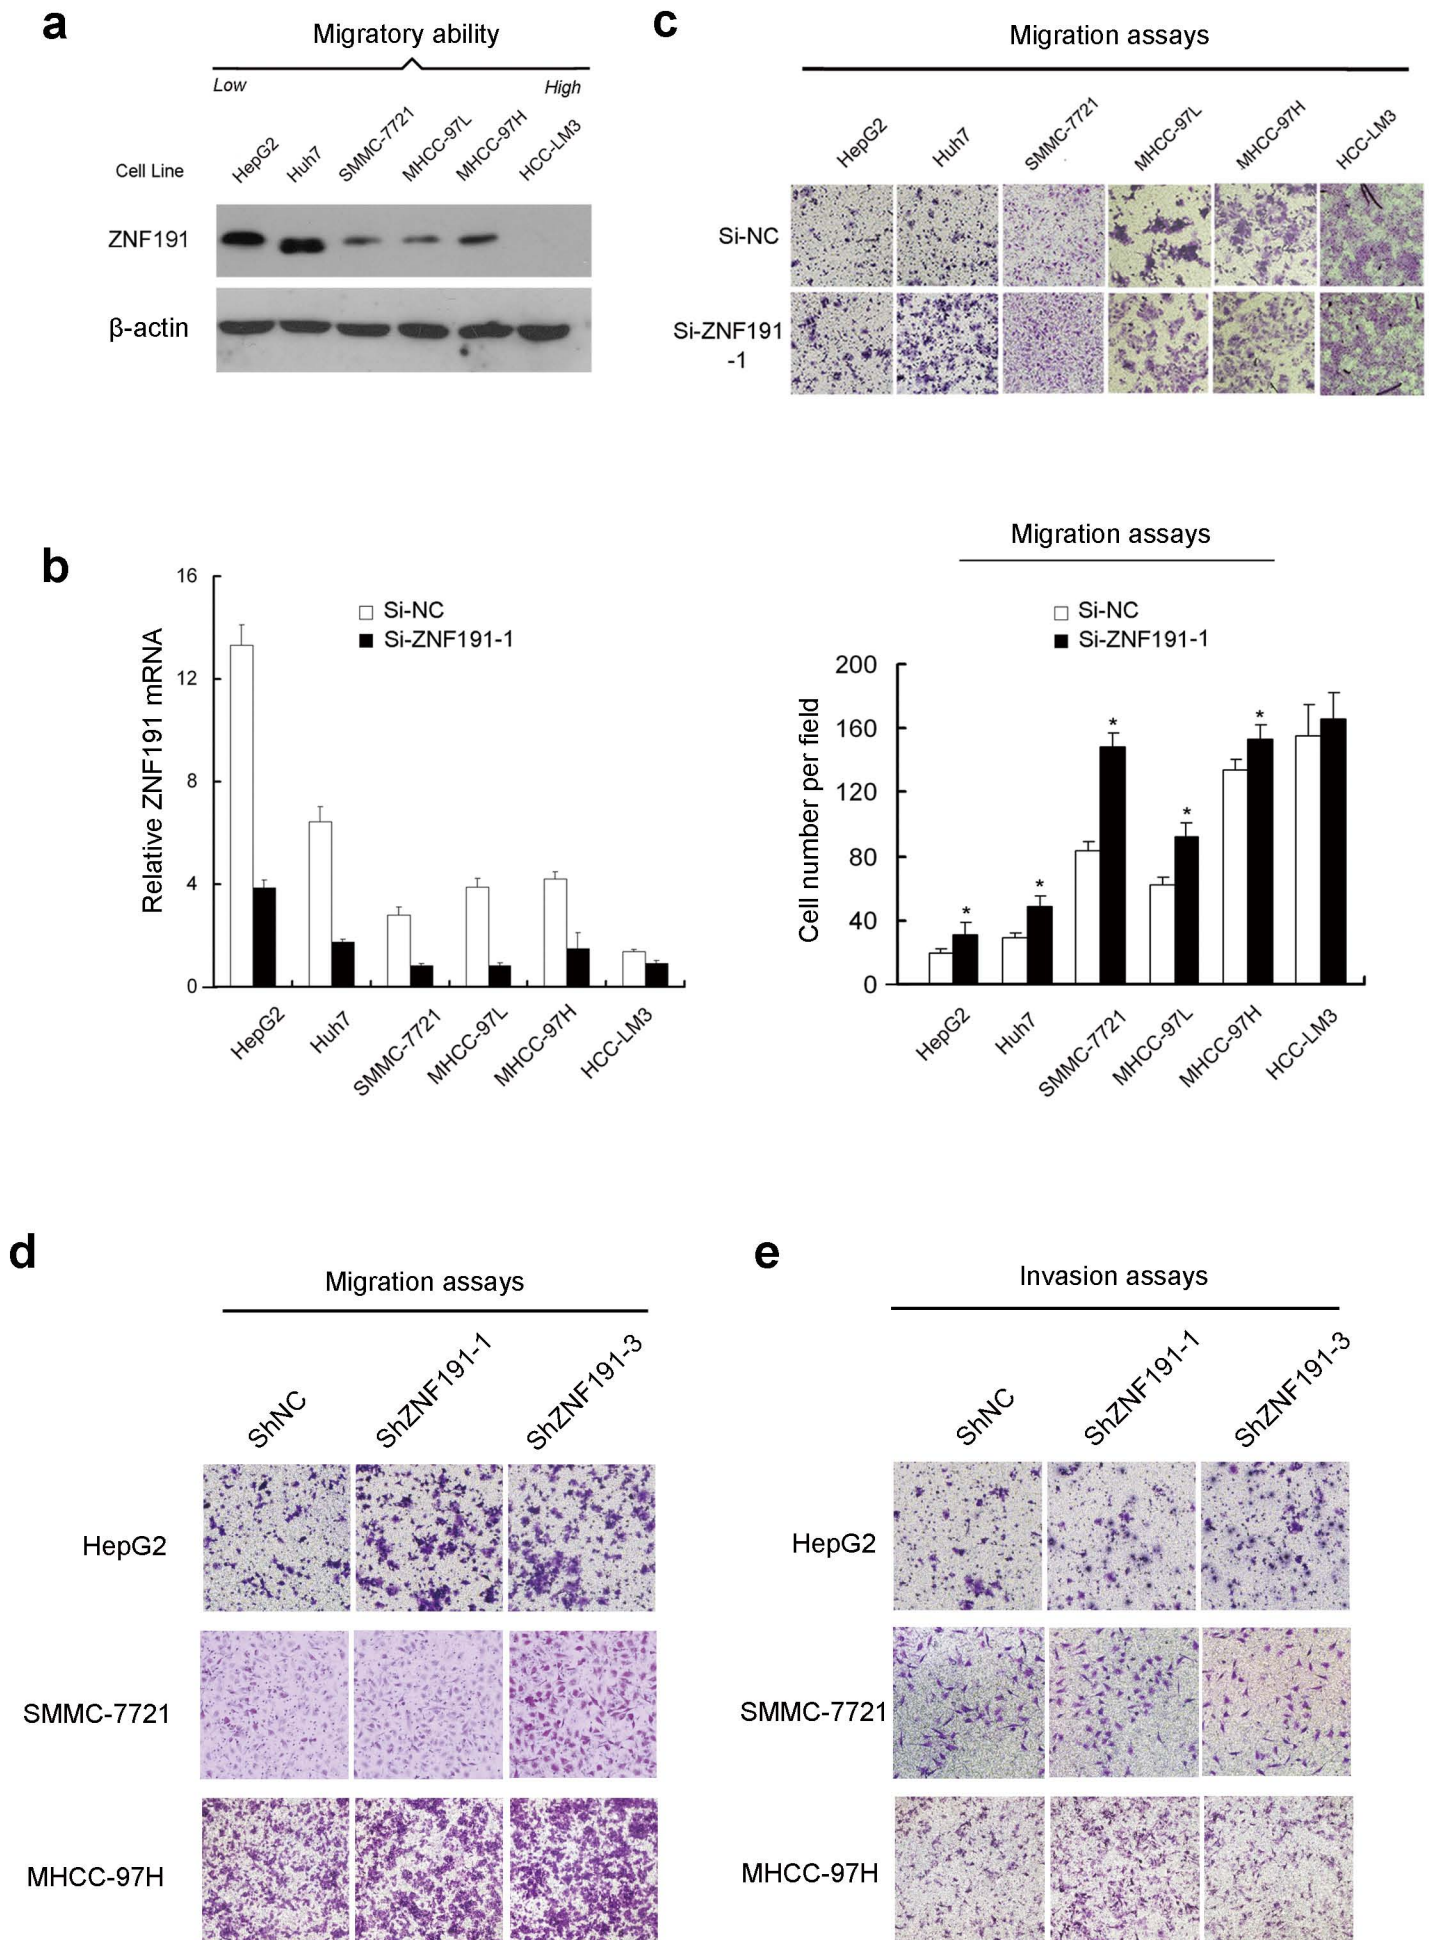 a
Migratory ability
Low
High
Cell Line
HepG2
Huh7
SMMC-7721
MHCC-97L
MHCC-97H
HCC-LM3
ZNF191
β-actin
c
Migration assays
HepG2
Huh7
SMMC-7721
MHCC-97L
MHCC-97H
HCC-LM3
Si-NC
Si-ZNF191
-1
b
16
12
8
4
0
Relative ZNF191 mRNA
Si-NC
Si-ZNF191-1
HepG2
Huh7
SMMC-7721
MHCC-97L
MHCC-97H
HCC-LM3
Migration assays
Si-NC
Si-ZNF191-1
200
160
120
80
40
0
Cell number per field
*
*
*
*
*
HepG2
Huh7
SMMC-7721
MHCC-97L
MHCC-97H
HCC-LM3
d
Migration assays
ShNC
ShZNF191-1
ShZNF191-3
HepG2
SMMC-7721
MHCC-97H
e
Invasion assays
ShNC
ShZNF191-1
ShZNF191-3
HepG2
SMMC-7721
MHCC-97H